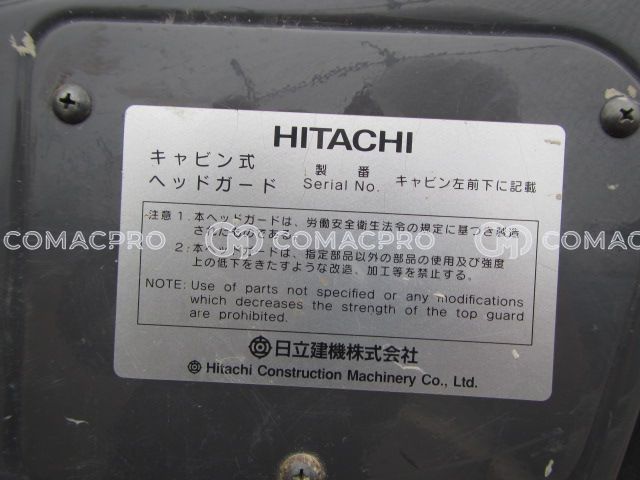 HITACHI
キャビン式
ヘッドガード
製番
Serial No.
キャビン左前下に記載
注意 1. 本ヘッドガードは、労働安全衛生法令の規定に基づき製造
されたものである。
2. 本ヘッドガードは、指定部品以外の部品の使用及び強度
上の低下をきたすような改造、加工等を禁止する。
NOTE: Use of parts not specified or any modifications
which decreases the strength of the top guard
are prohibited.
日立建機株式会社
Hitachi Construction Machinery Co., Ltd.
COMACPRO COMACPRO COMACPRO